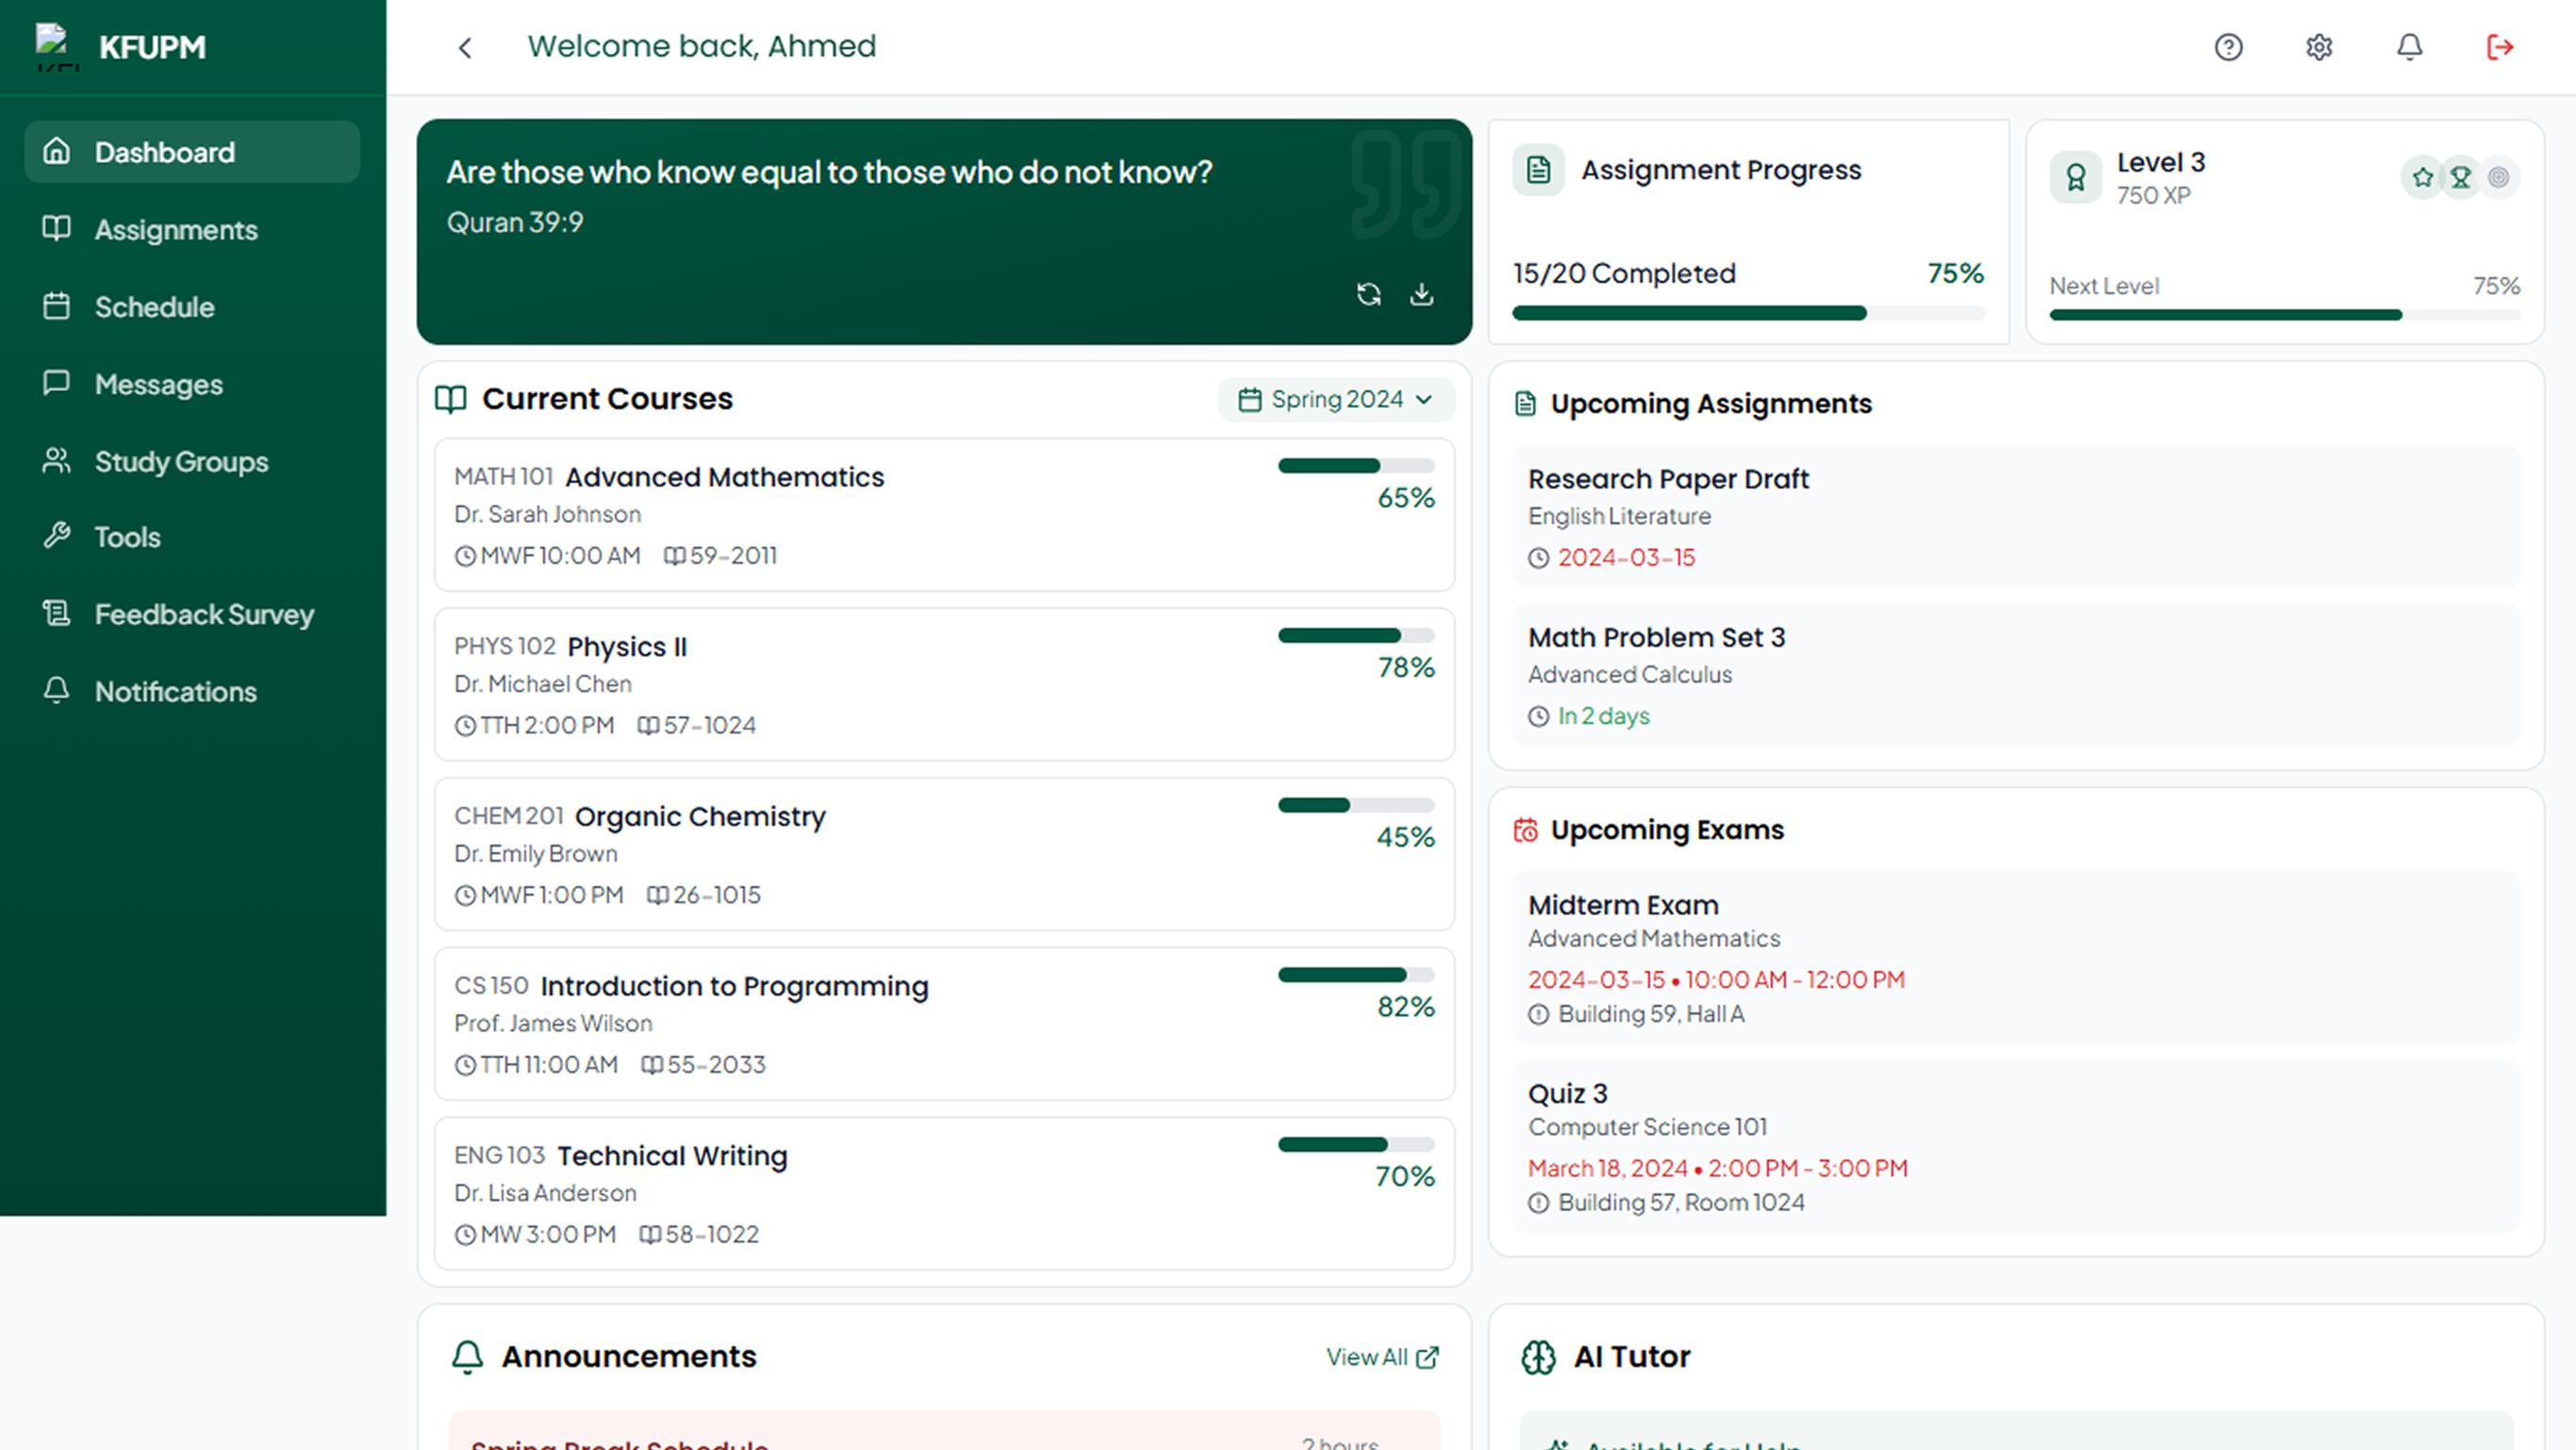 KFUPM
Dashboard
Assignments
Schedule
Messages
Study Groups
Tools
Feedback Survey
Notifications
Welcome back, Ahmed
Are those who know equal to those who do not know?
Quran 39:9
Assignment Progress
15/20 Completed 75%
Level 3
750 XP
Next Level 75%
Current Courses
Spring 2024
MATH 101 Advanced Mathematics
65%
Dr. Sarah Johnson
MWF 10:00 AM 59-2011
PHYS 102 Physics II
78%
Dr. Michael Chen
TTH 2:00 PM 57-1024
CHEM 201 Organic Chemistry
45%
Dr. Emily Brown
MWF 1:00 PM 26-1015
CS 150 Introduction to Programming
82%
Prof. James Wilson
TTH 11:00 AM 55-2033
ENG 103 Technical Writing
70%
Dr. Lisa Anderson
MW 3:00 PM 58-1022
Upcoming Assignments
Research Paper Draft
English Literature
2024-03-15
Math Problem Set 3
Advanced Calculus
In 2 days
Upcoming Exams
Midterm Exam
Advanced Mathematics
2024-03-15 • 10:00 AM - 12:00 PM
Building 59, Hall A
Quiz 3
Computer Science 101
March 18, 2024 • 2:00 PM - 3:00 PM
Building 57, Room 1024
Announcements
View All
Spring Break Schedule
2 hours
AI Tutor
Available for Help